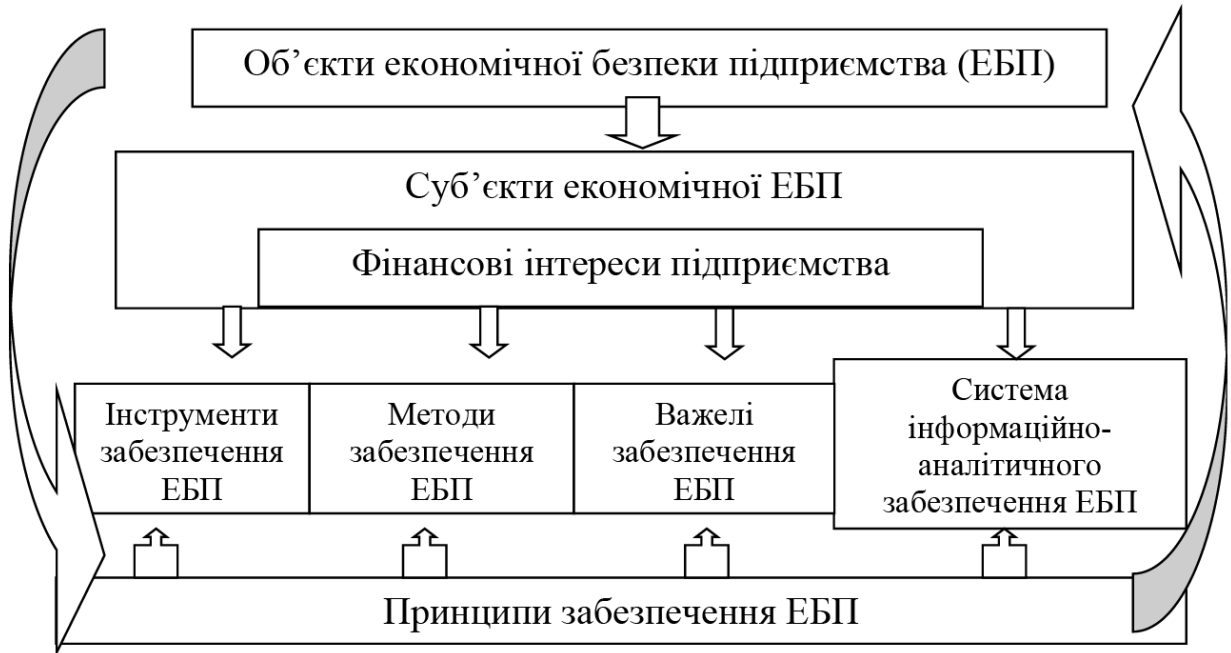 Об’єкти економічної безпеки підприємства (ЕБП)
Суб’єкти економічної ЕБП
Фінансові інтереси підприємства
Інструменти
забезпечення
ЕБП
Методи
забезпечення
ЕБП
Важелі
забезпечення
ЕБП
Система
інформаційно-
аналітичного
забезпечення ЕБП
Принципи забезпечення ЕБП